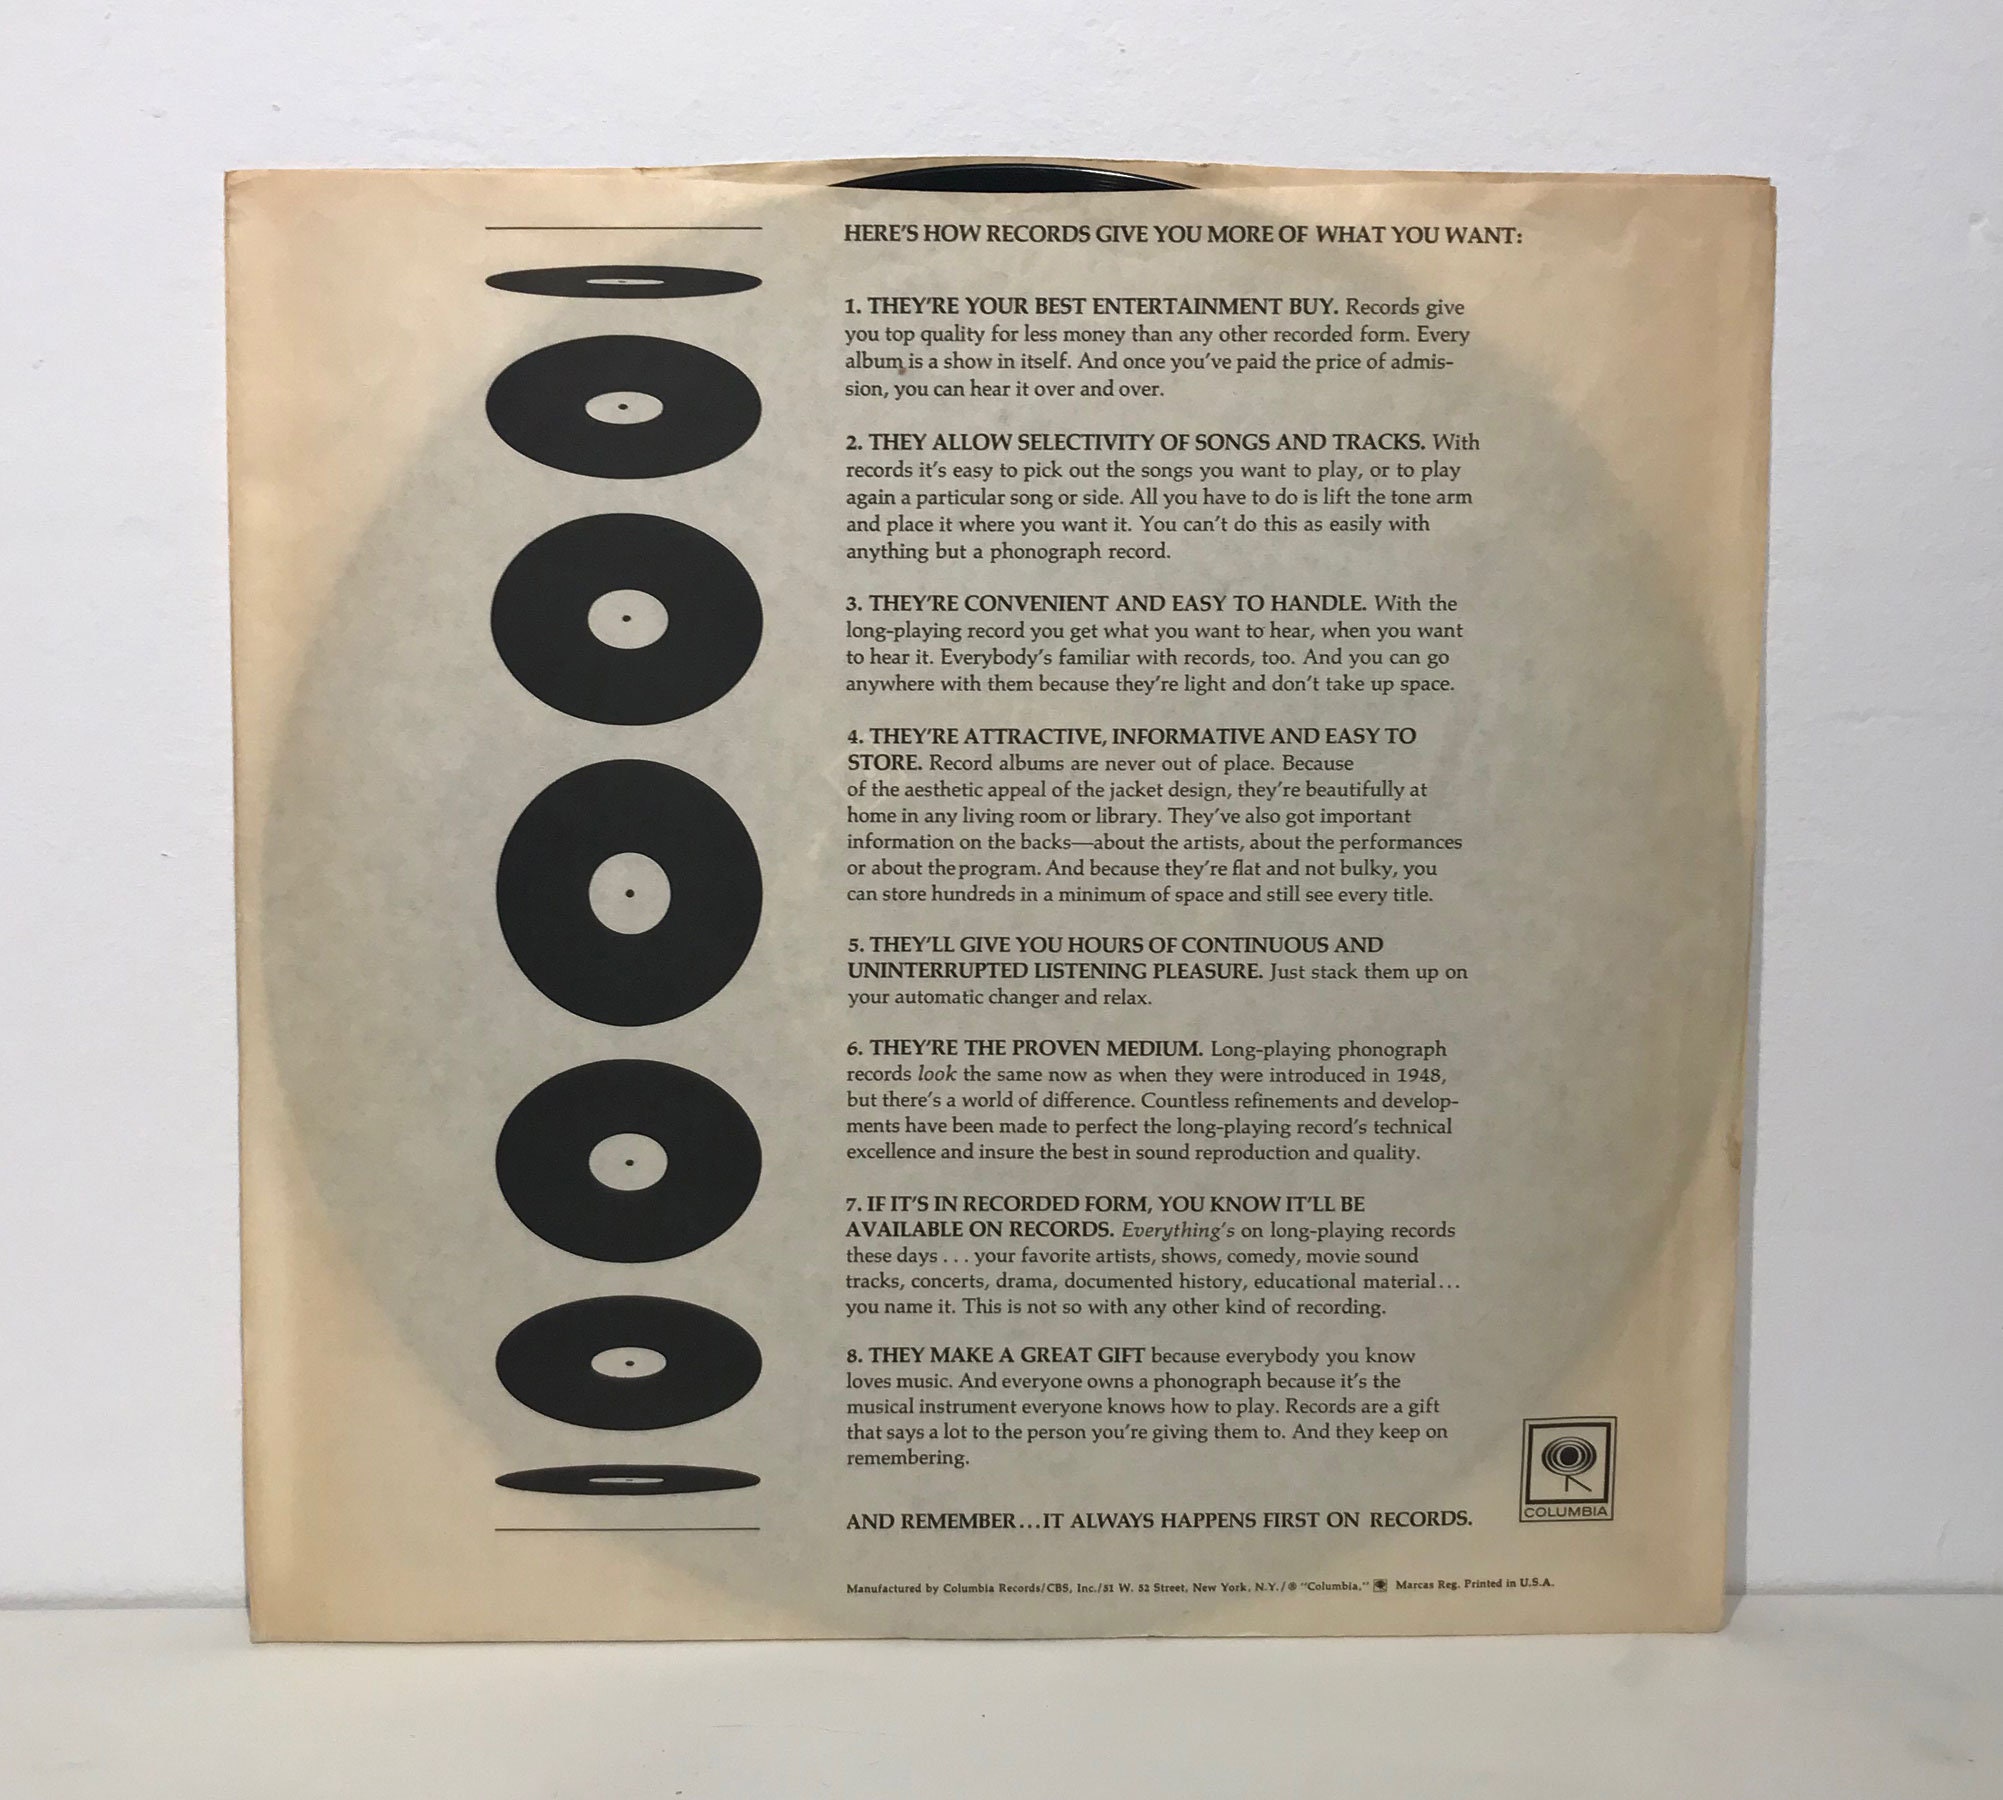 HERE'S HOW RECORDS GIVE YOU MORE OF WHAT YOU WANT:
1. THEY'RE YOUR BEST ENTERTAINMENT BUY. Records give
you top quality for less money than any other recorded form. Every
album is a show in itself. And once you've paid the price of admis-
sion, you can hear it over and over.
2. THEY ALLOW SELECTIVITY OF SONGS AND TRACKS. With
records it's easy to pick out the songs you want to play, or to play
again a particular song or side. All you have to do is lift the tone arm
and place it where you want it. You can't do this as easily with
anything but a phonograph record.
3. THEY'RE CONVENIENT AND EASY TO HANDLE. With the
long-playing record you get what you want to hear, when you want
to hear it. Everybody's familiar with records, too. And you can go
anywhere with them because they're light and don't take up space.
4. THEY'RE ATTRACTIVE, INFORMATIVE AND EASY TO
STORE. Record albums are never out of place. Because
of the aesthetic appeal of the jacket design, they're beautifully at
home in any living room or library. They've also got important
information on the backs—about the artists, about the performances
or about the program. And because they're flat and not bulky, you
can store hundreds in a minimum of space and still see every title.
5. THEY'LL GIVE YOU HOURS OF CONTINUOUS AND
UNINTERRUPTED LISTENING PLEASURE. Just stack them up on
your automatic changer and relax.
6. THEY'RE THE PROVEN MEDIUM. Long-playing phonograph
records look the same now as when they were introduced in 1948,
but there's a world of difference. Countless refinements and develop-
ments have been made to perfect the long-playing record's technical
excellence and insure the best in sound reproduction and quality.
7. IF IT'S IN RECORDED FORM, YOU KNOW IT'LL BE
AVAILABLE ON RECORDS. Everything's on long-playing records
these days . . . your favorite artists, shows, comedy, movie sound
tracks, concerts, drama, documented history, educational material...
you name it. This is not so with any other kind of recording.
8. THEY MAKE A GREAT GIFT because everybody you know
loves music. And everyone owns a phonograph because it's the
musical instrument everyone knows how to play. Records are a gift
that says a lot to the person you're giving them to. And they keep on
remembering.
AND REMEMBER...IT ALWAYS HAPPENS FIRST ON RECORDS.
COLUMBIA
Manufactured by Columbia Records/CBS, Inc./51 W. 52 Street, New York, N.Y./® "Columbia," Marcas Reg. Printed in U.S.A.